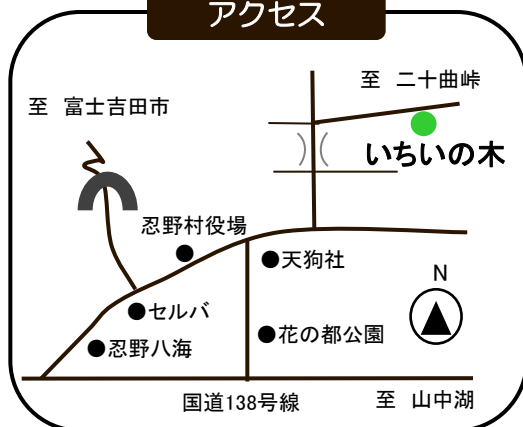 アクセス
至 二十曲峠
至 富士吉田市
いちいの木
忍野村役場
天狗社
N
セルバ
花の都公園
忍野八海
国道138号線
至 山中湖